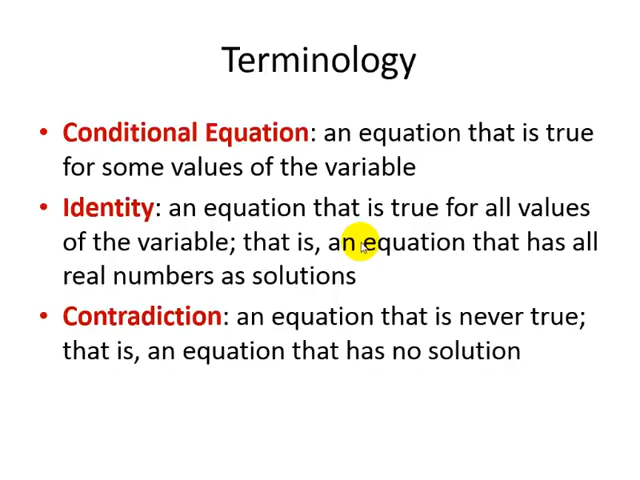 Terminology
• Conditional Equation: an equation that is true
for some values of the variable
• Identity: an equation that is true for all values
of the variable; that is, an equation that has all
real numbers as solutions
• Contradiction: an equation that is never true;
that is, an equation that has no solution